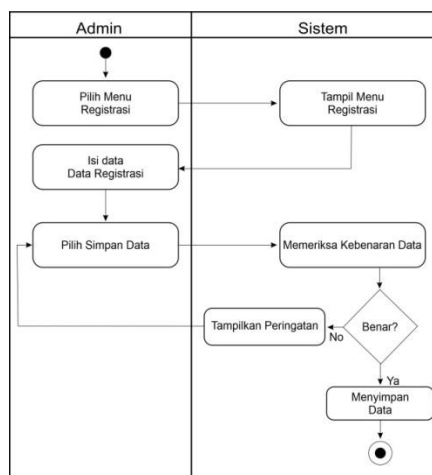 Admin
Sistem
Pilih Menu
Registrasi
Tampil Menu
Registrasi
Isi data
Data Registrasi
Pilih Simpan Data
Memeriksa Kebenaran Data
Benar?
No
Tampilkan Peringatan
Ya
Menyimpan
Data